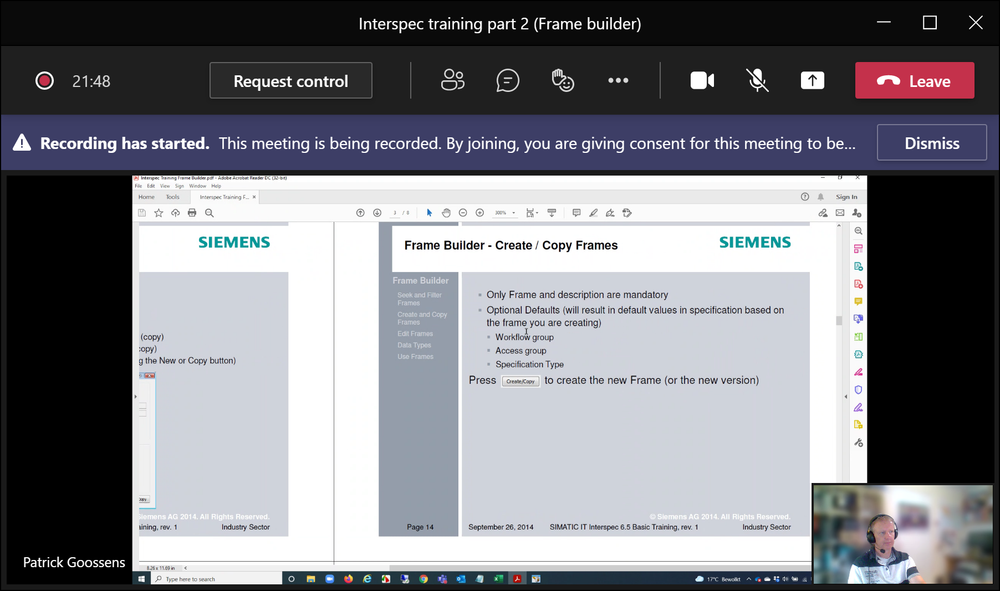 Interspec training part 2 (Frame builder)
21:48
Request control
Leave
Recording has started. This meeting is being recorded. By joining, you are giving consent for this meeting to be...
Dismiss
Interspec Training Frame Builder.pdf - Adobe Acrobat Reader DC (32-bit)
File Edit View Sign Window Help
Home Tools Interspec Training F... Sign In
3 / 8 300%
SIEMENS
(copy)
copy)
g the New or Copy button)
opy
Siemens AG 2014. All Rights Reserved.
aining, rev. 1 Industry Sector
Frame Builder - Create / Copy Frames
SIEMENS
Frame Builder
Seek and Filter
Frames
Create and Copy
Frames
Edit Frames
Data Types
Use Frames
Only Frame and description are mandatory
Optional Defaults (will result in default values in specification based on
the frame you are creating)
Workflow group
Access group
Specification Type
Press Create/Copy to create the new Frame (or the new version)
© Siemens AG 2014. All Rights Reserved.
Page 14 September 26, 2014 SIMATIC IT Interspec 6.5 Basic Training, rev. 1 Industry Sector
Patrick Goossens
8.26 x 11.69 in
Type here to search
17°C Bewolkt